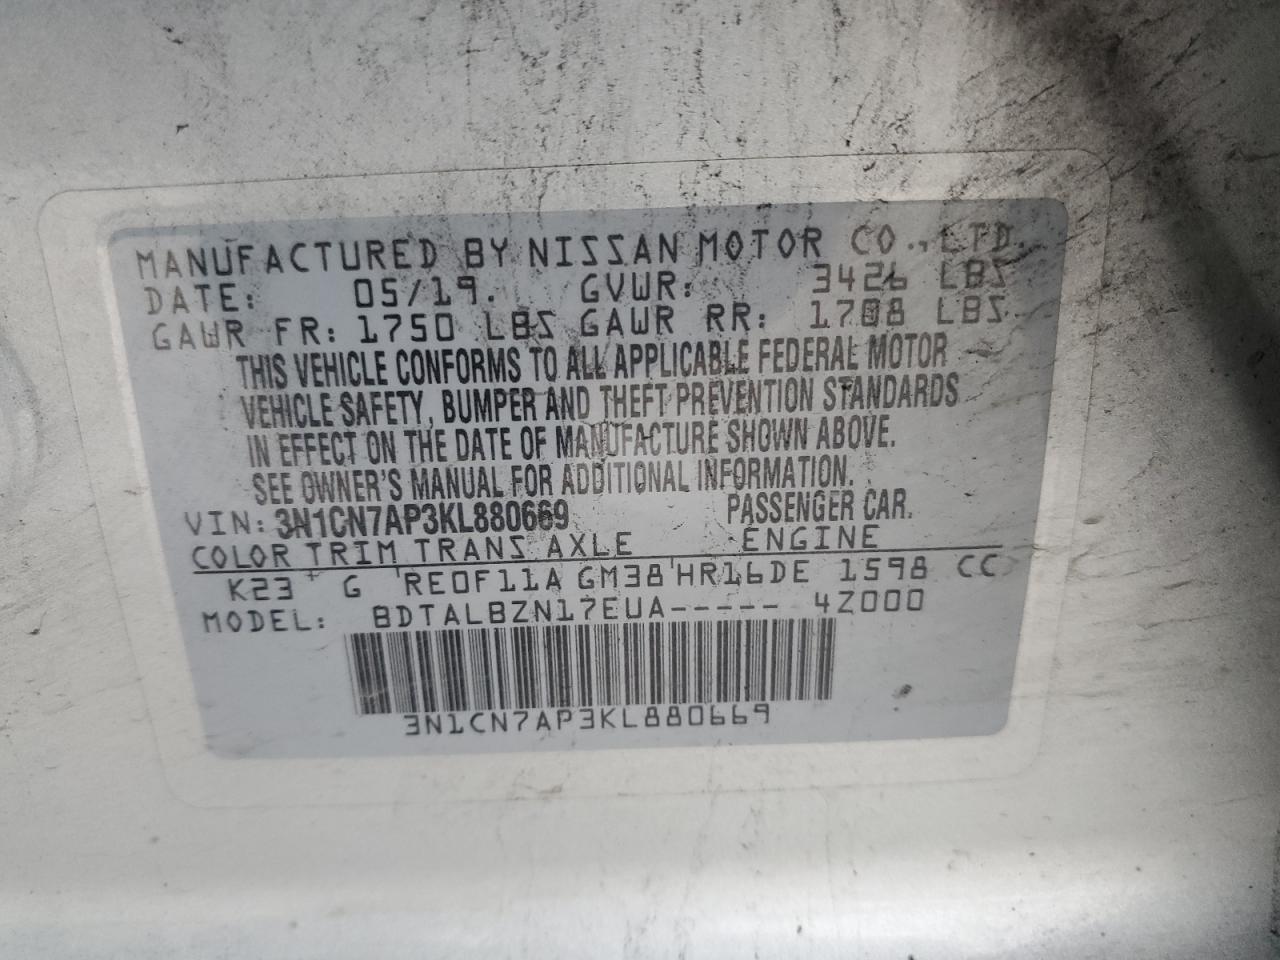 MANUFACTURED BY NISSAN MOTOR CO., LTD.
DATE: 05/19. GVWR: 3426 LBS
GAWR FR: 1750 LBS GAWR RR: 1708 LBS
THIS VEHICLE CONFORMS TO ALL APPLICABLE FEDERAL MOTOR
VEHICLE SAFETY, BUMPER AND THEFT PREVENTION STANDARDS
IN EFFECT ON THE DATE OF MANUFACTURE SHOWN ABOVE.
SEE OWNER'S MANUAL FOR ADDITIONAL INFORMATION.
VIN: 3N1CN7AP3KL880669 PASSENGER CAR.
COLOR TRIM TRANS AXLE ENGINE
K23 G RE0F11A GM38 HR16DE 1598 CC
MODEL: BDTALBZN17EUA----- 4Z000
3N1CN7AP3KL880669